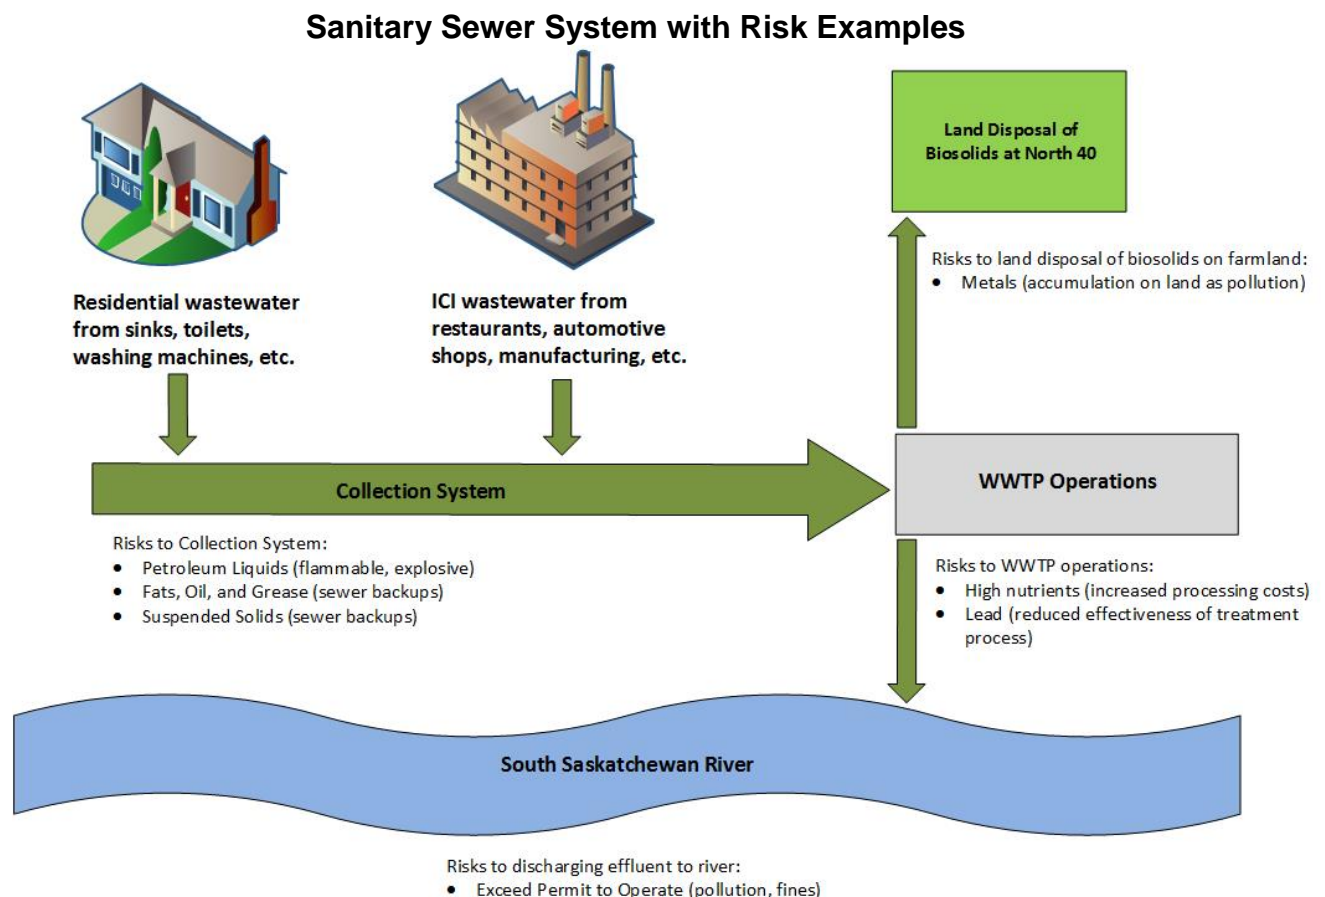 Sanitary Sewer System with Risk Examples
Land Disposal of
Biosolids at North 40
Risks to land disposal of biosolids on farmland:
• Metals (accumulation on land as pollution)
Residential wastewater
from sinks, toilets,
washing machines, etc.
ICI wastewater from
restaurants, automotive
shops, manufacturing, etc.
Collection System
WWTP Operations
Risks to Collection System:
• Petroleum Liquids (flammable, explosive)
• Fats, Oil, and Grease (sewer backups)
• Suspended Solids (sewer backups)
Risks to WWTP operations:
• High nutrients (increased processing costs)
• Lead (reduced effectiveness of treatment
process)
South Saskatchewan River
Risks to discharging effluent to river:
• Exceed Permit to Operate (pollution, fines)